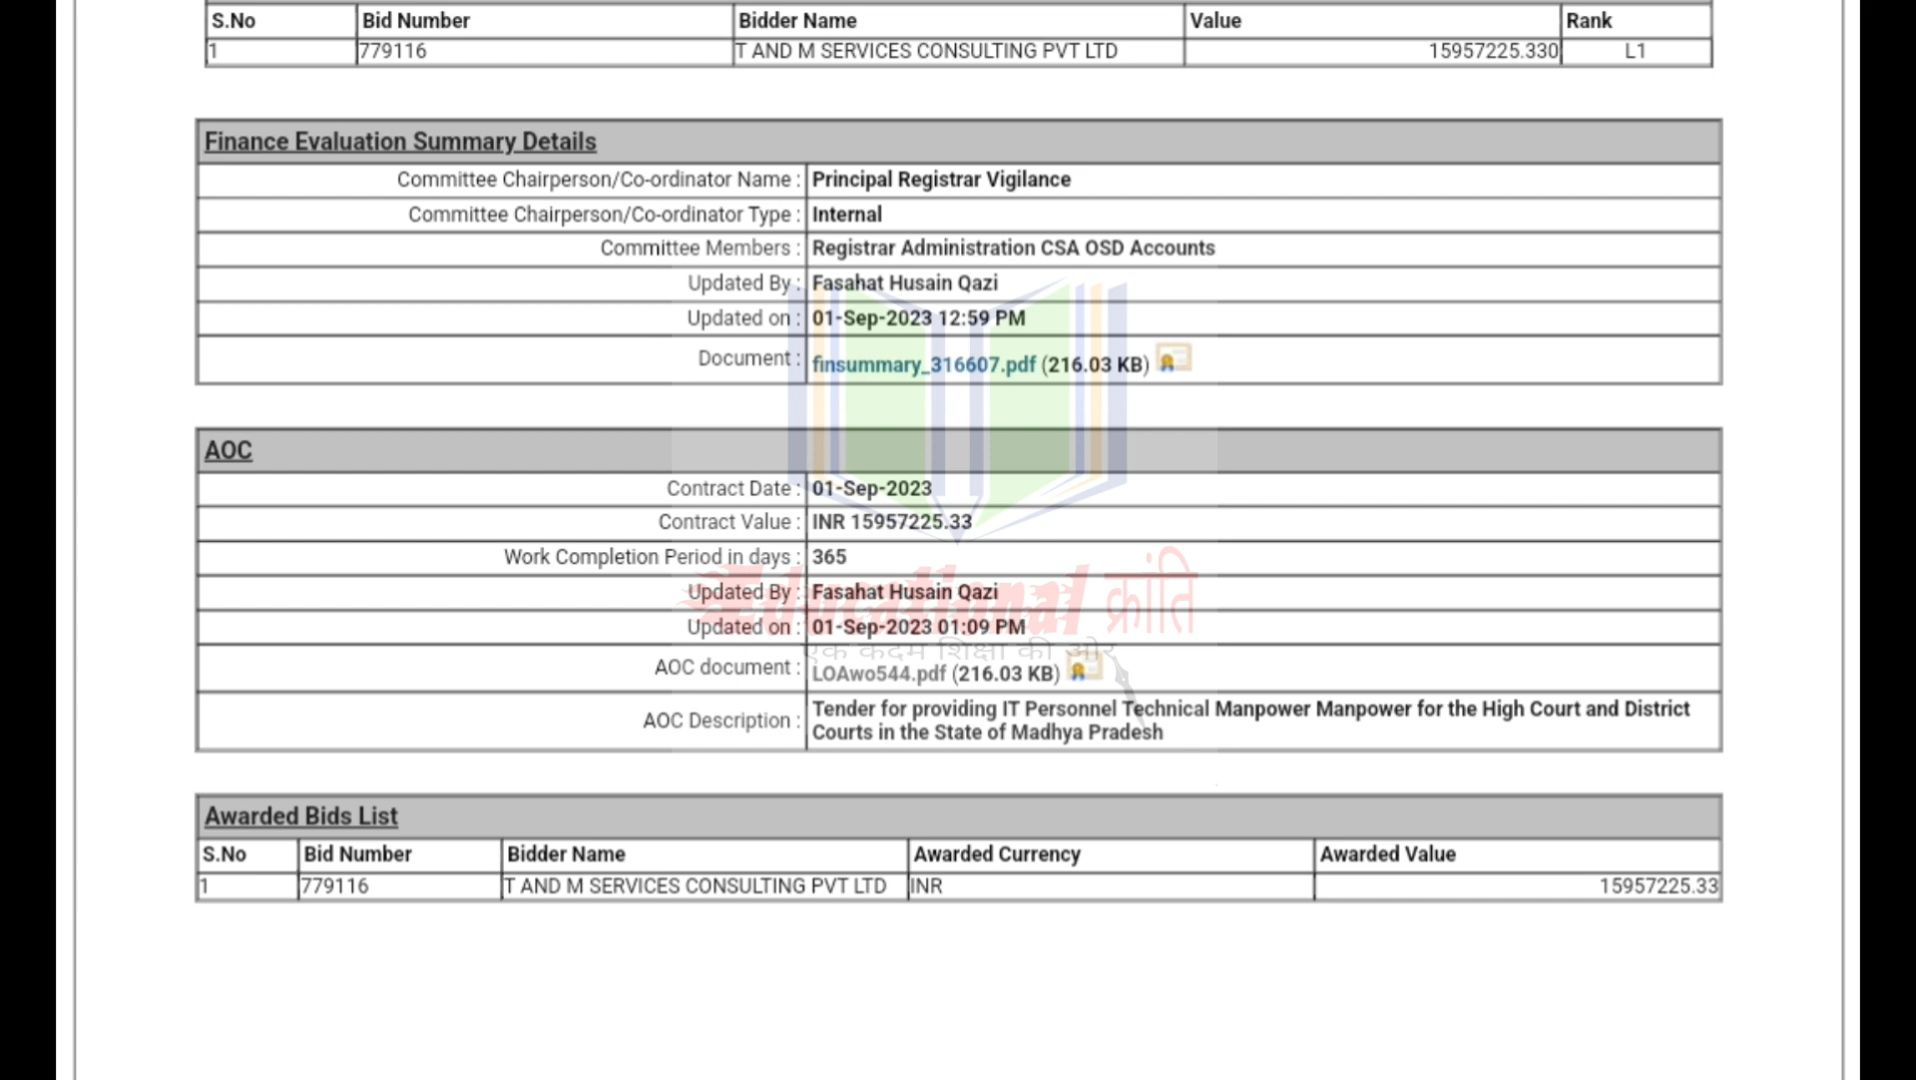 S.No Bid Number Bidder Name Value Rank
1 779116 T AND M SERVICES CONSULTING PVT LTD 15957225.330 L1
Finance Evaluation Summary Details
Committee Chairperson/Co-ordinator Name : Principal Registrar Vigilance
Committee Chairperson/Co-ordinator Type : Internal
Committee Members : Registrar Administration CSA OSD Accounts
Updated By : Fasahat Husain Qazi
Updated on : 01-Sep-2023 12:59 PM
Document : finsummary_316607.pdf (216.03 KB)
AOC
Contract Date : 01-Sep-2023
Contract Value : INR 15957225.33
Work Completion Period in days : 365
Educational क्रांति
Updated By : Fasahat Husain Qazi
Updated on : 01-Sep-2023 01:09 PM
एक कदम शिक्षा की ओर
AOC document : LOAwo544.pdf (216.03 KB)
AOC Description : Tender for providing IT Personnel Technical Manpower Manpower for the High Court and District
Courts in the State of Madhya Pradesh
Awarded Bids List
S.No Bid Number Bidder Name Awarded Currency Awarded Value
1 779116 T AND M SERVICES CONSULTING PVT LTD INR 15957225.33